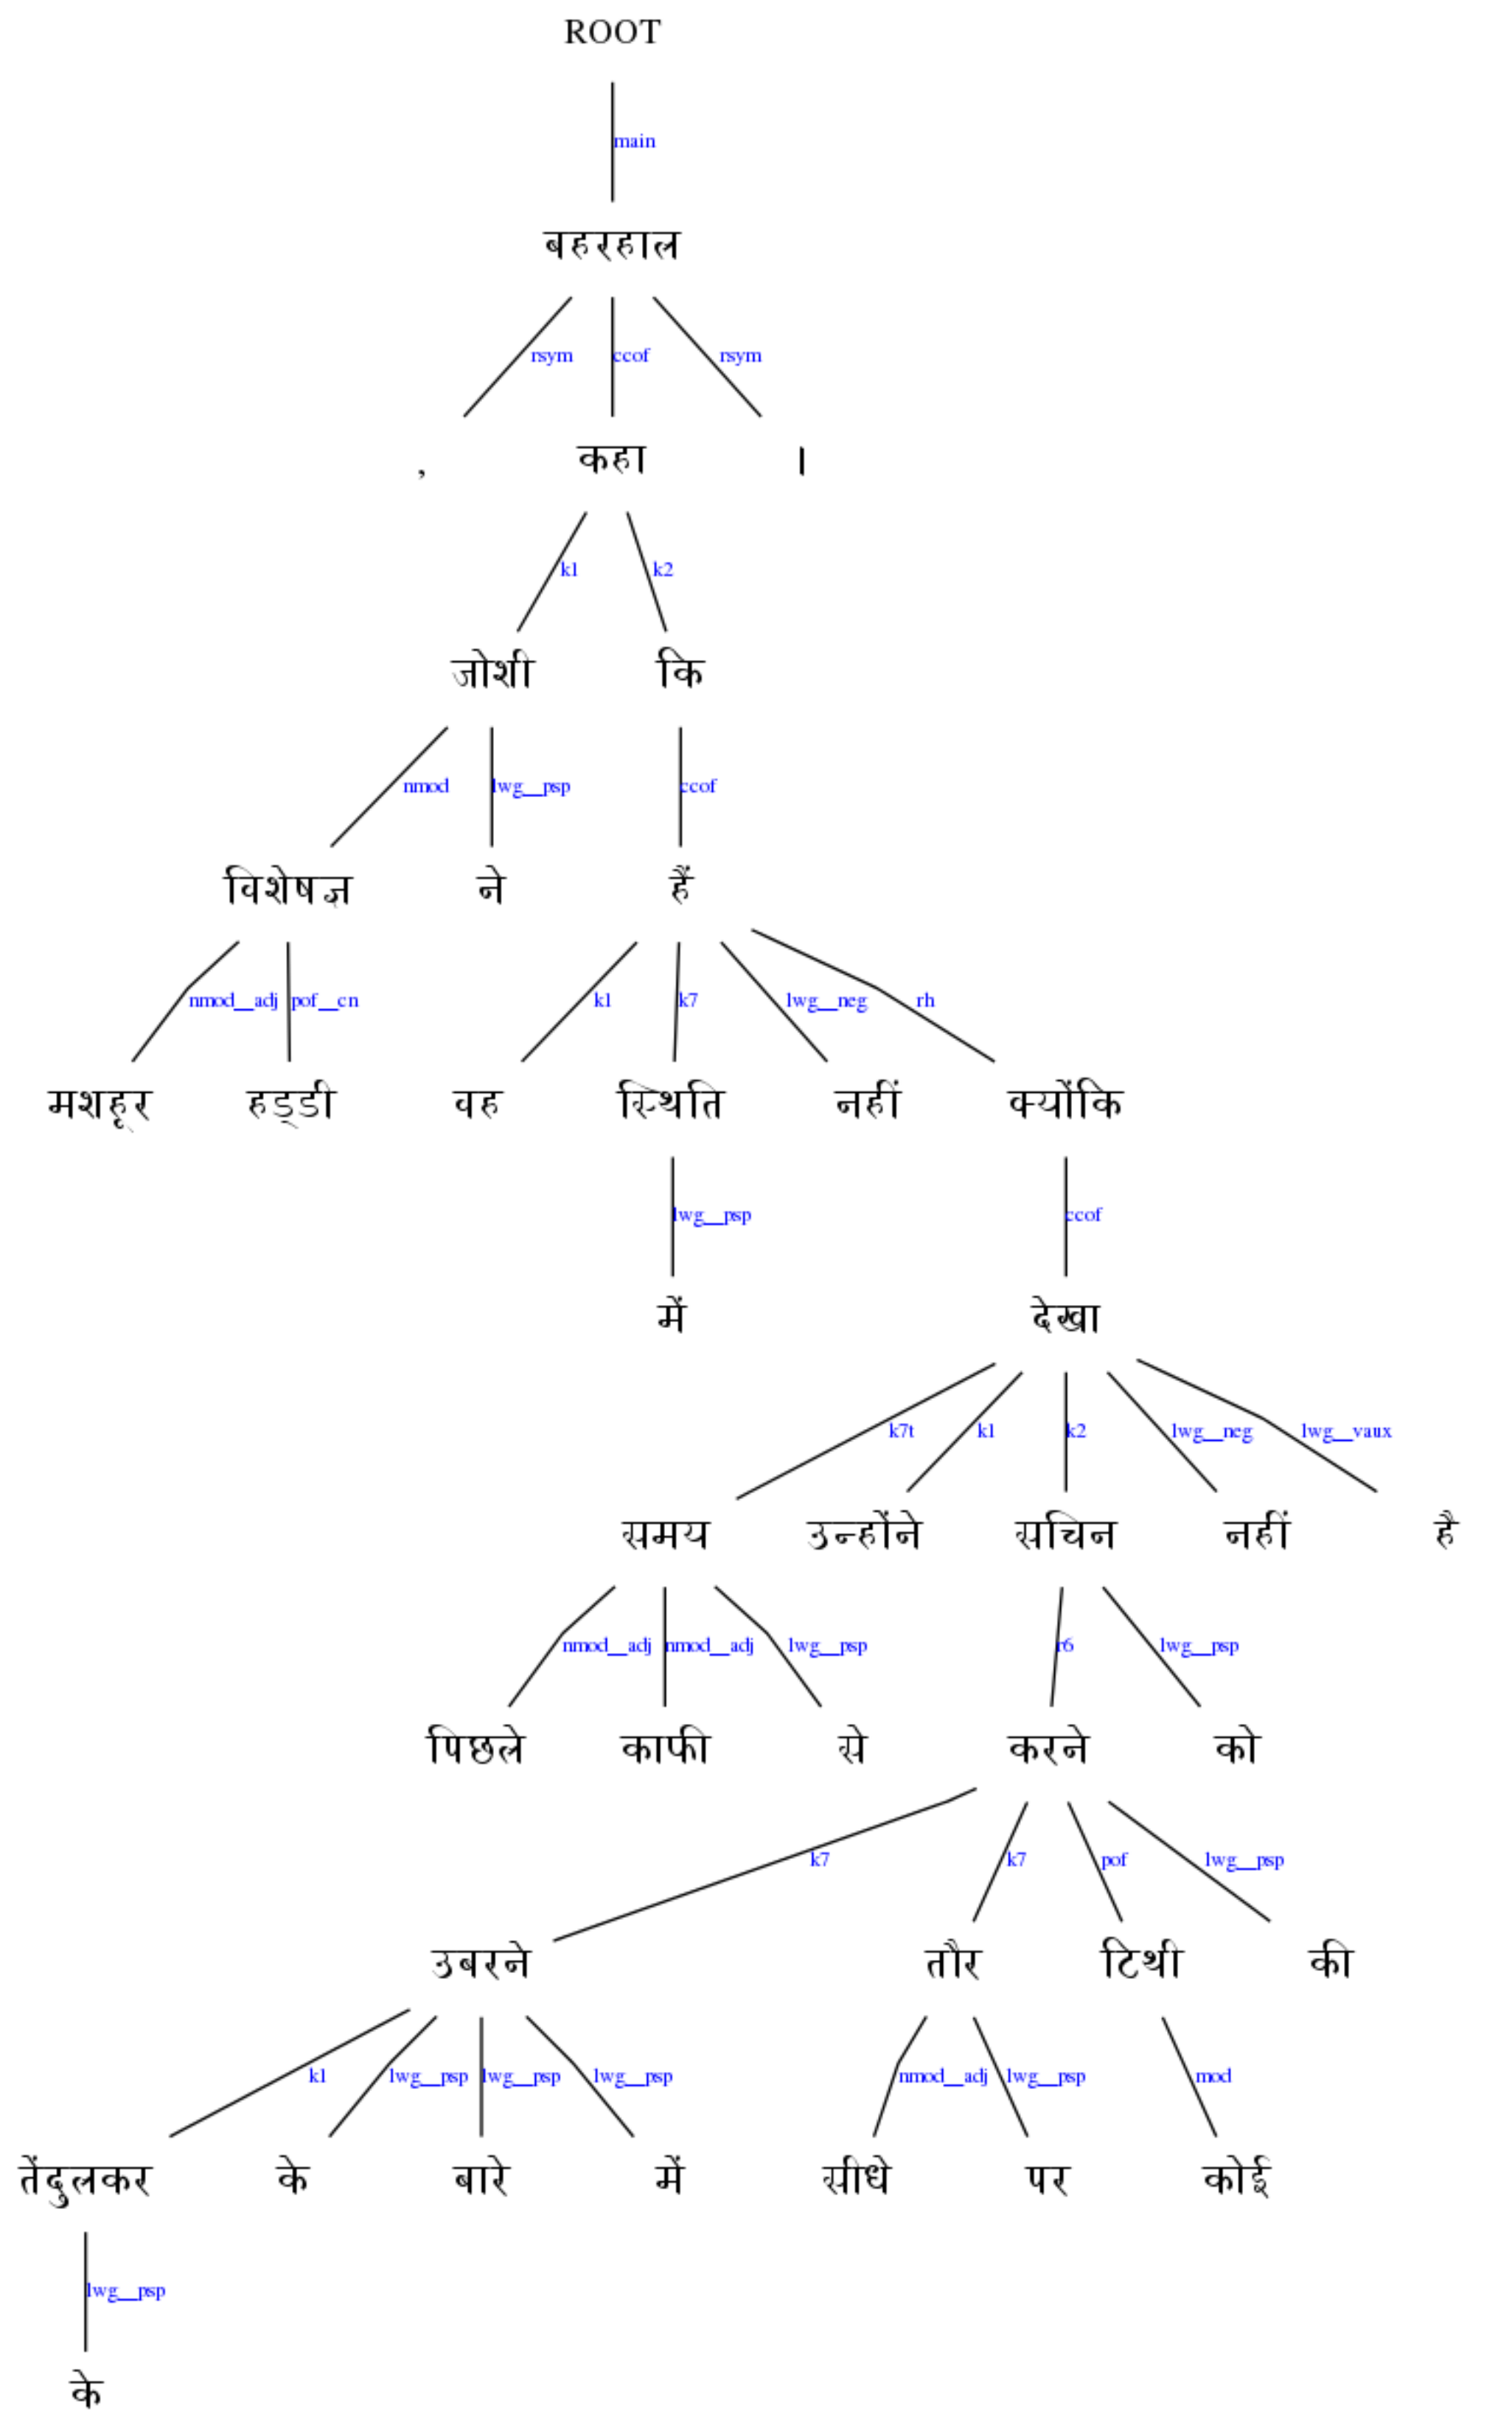 ROOT
main
बहरहाल
rsym ccof rsym
, कहा ।
k1 k2
जोशी कि
nmod lwg__psp ccof
विशेषज्ञ ने हैं
nmod__adj pof__cn k1 k7 lwg__neg rh
मशहूर हड्डी वह स्थिति नहीं क्योंकि
lwg__psp ccof
में देखा
k7t k1 k2 lwg__neg lwg__vaux
समय उन्होंने सचिन नहीं है
nmod__adj nmod__adj lwg__psp r6 lwg__psp
पिछले काफी से करने को
k7 k7 pof lwg__psp
उबरने तौर टिथी की
k1 lwg__psp lwg__psp lwg__psp nmod__adj lwg__psp mod
तेंदुलकर के बारे में सीधे पर कोई
lwg__psp
के